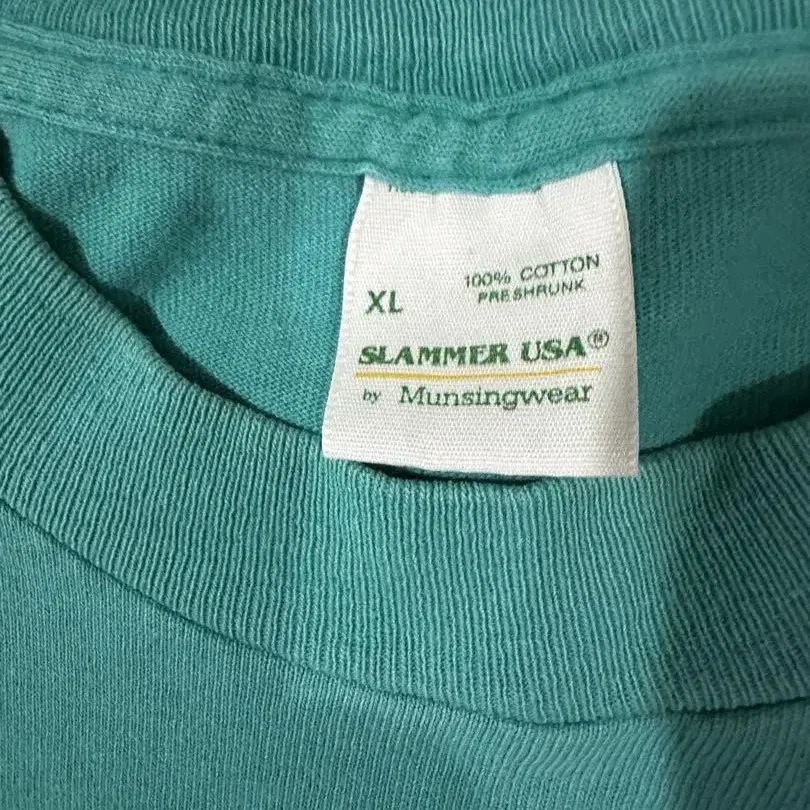 100% COTTON
XL PRESHRUNK
SLAMMER USA®
by Munsingwear